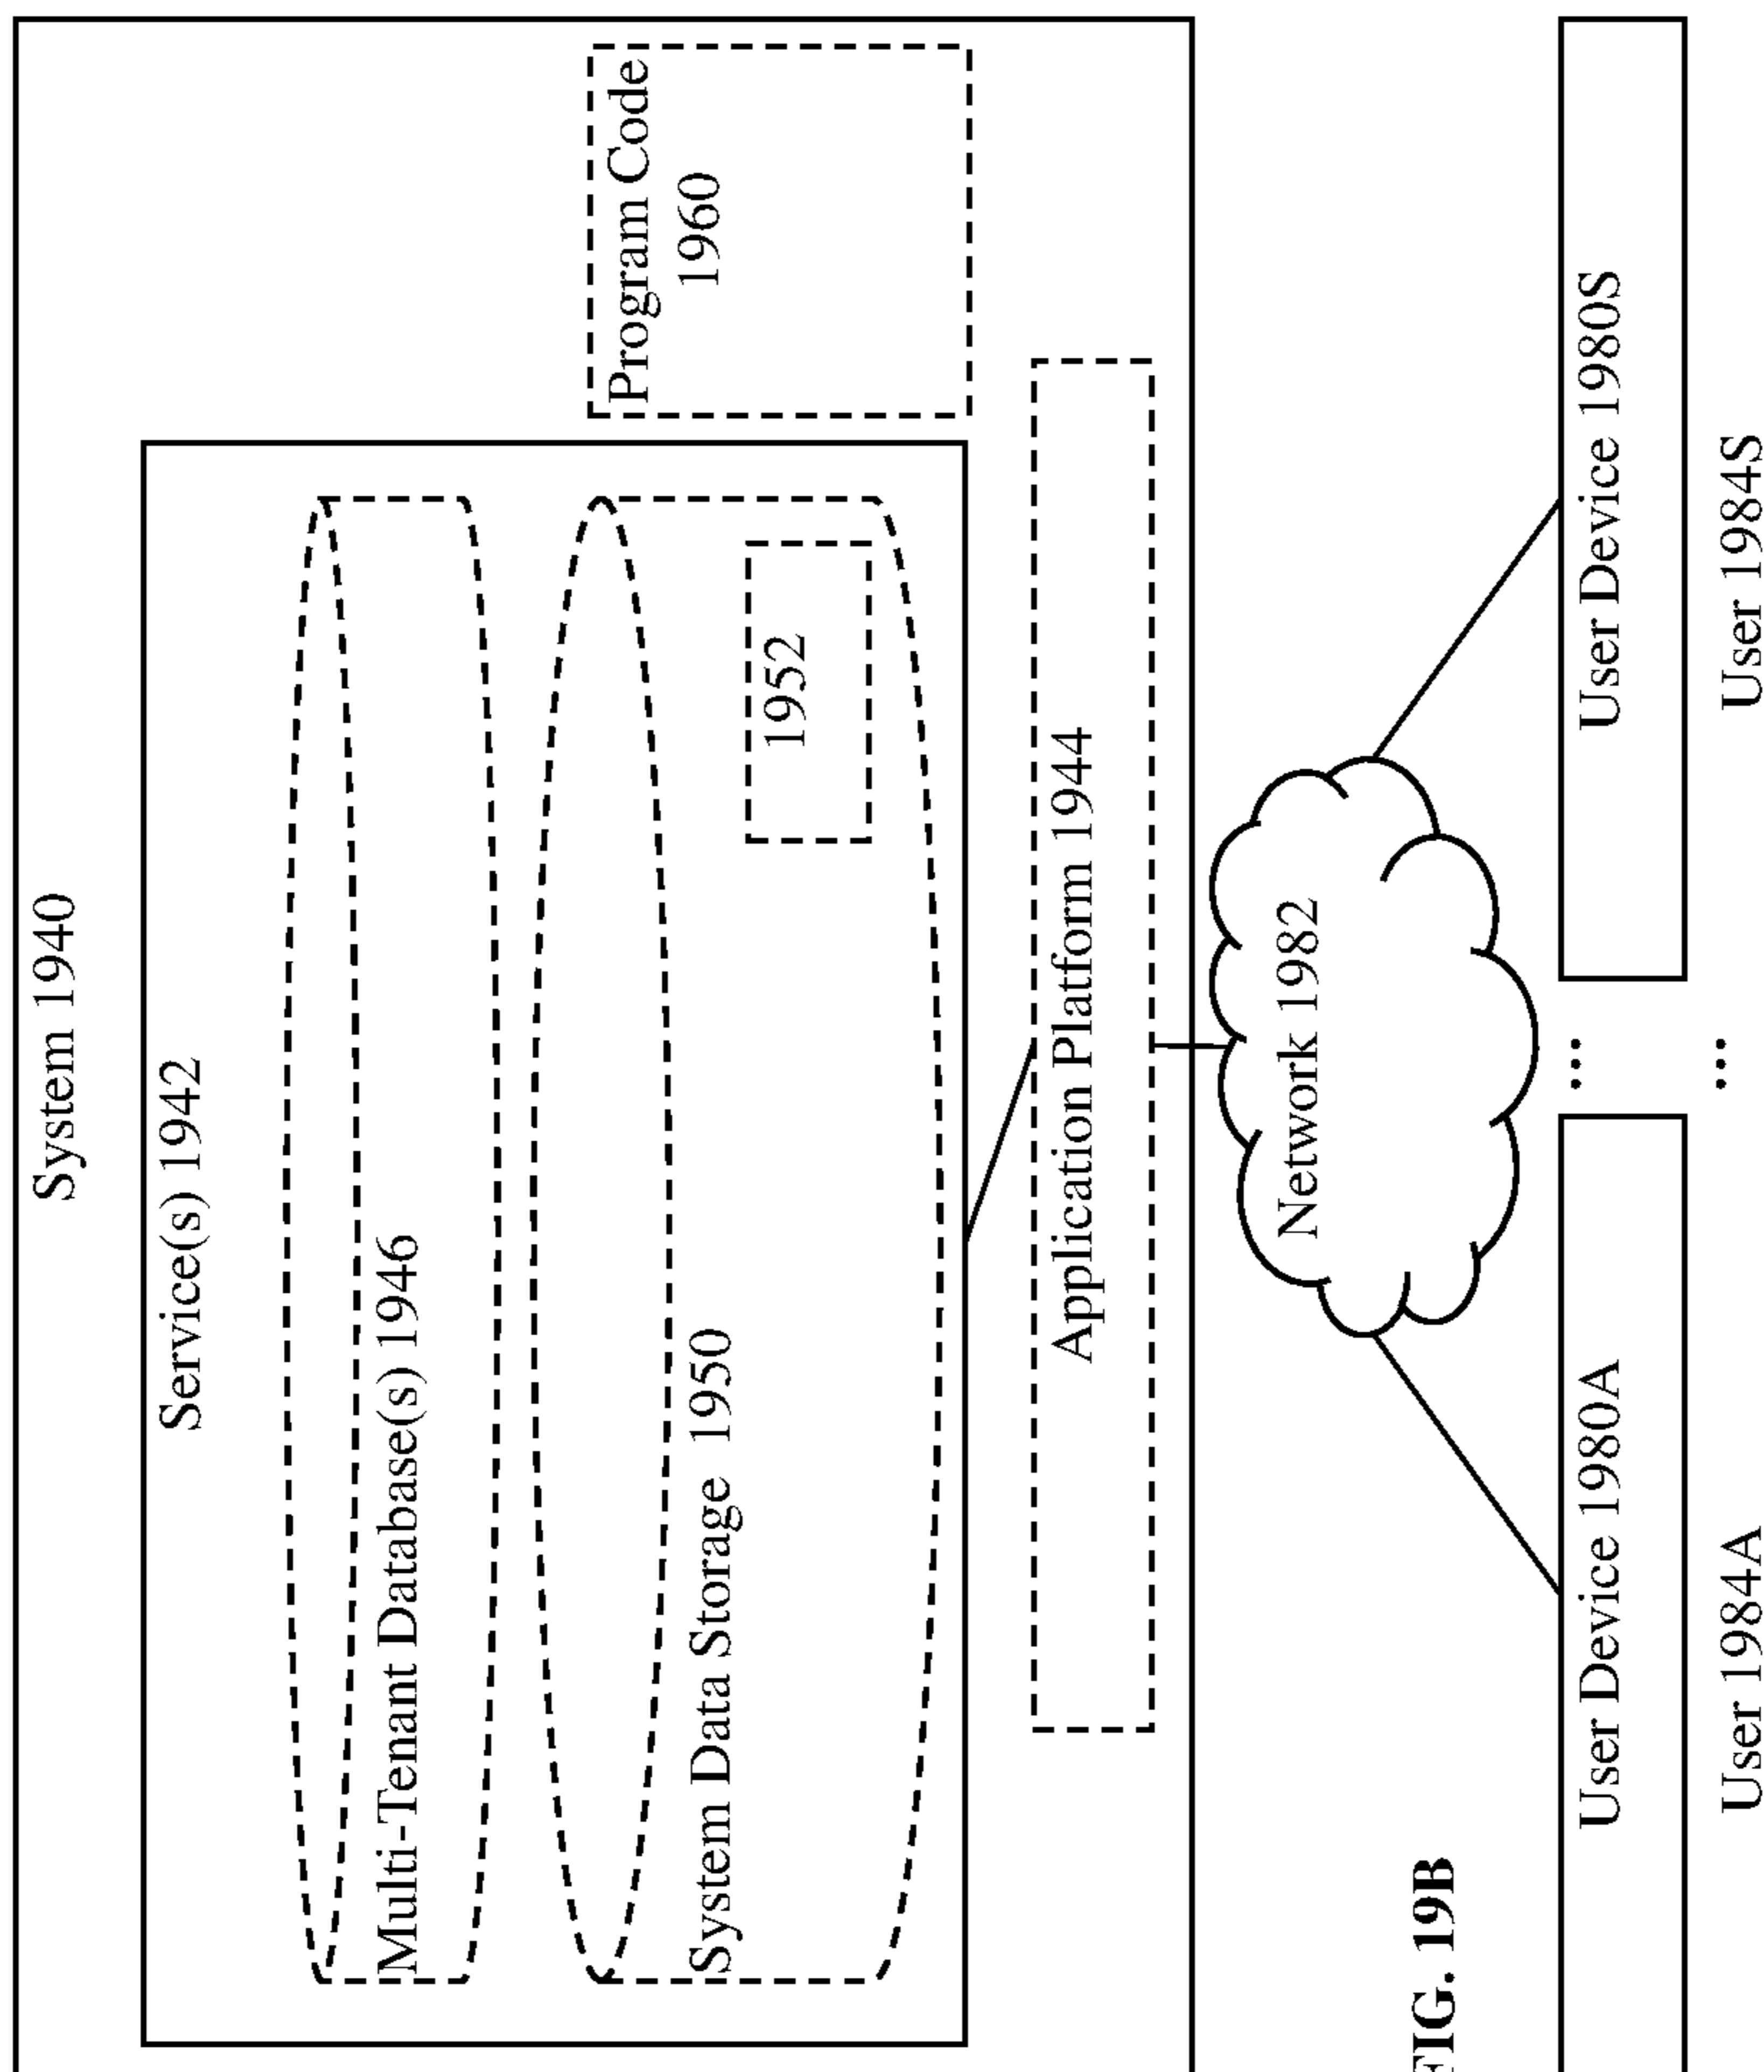 System 1940
Service(s) 1942
Multi-Tenant Database(s) 1946
System Data Storage 1950
1952
Program Code
1960
Application Platform 1944
Network 1982
FIG. 19B
User Device 1980A
...
User Device 1980S
User 1984A
...
User 1984S